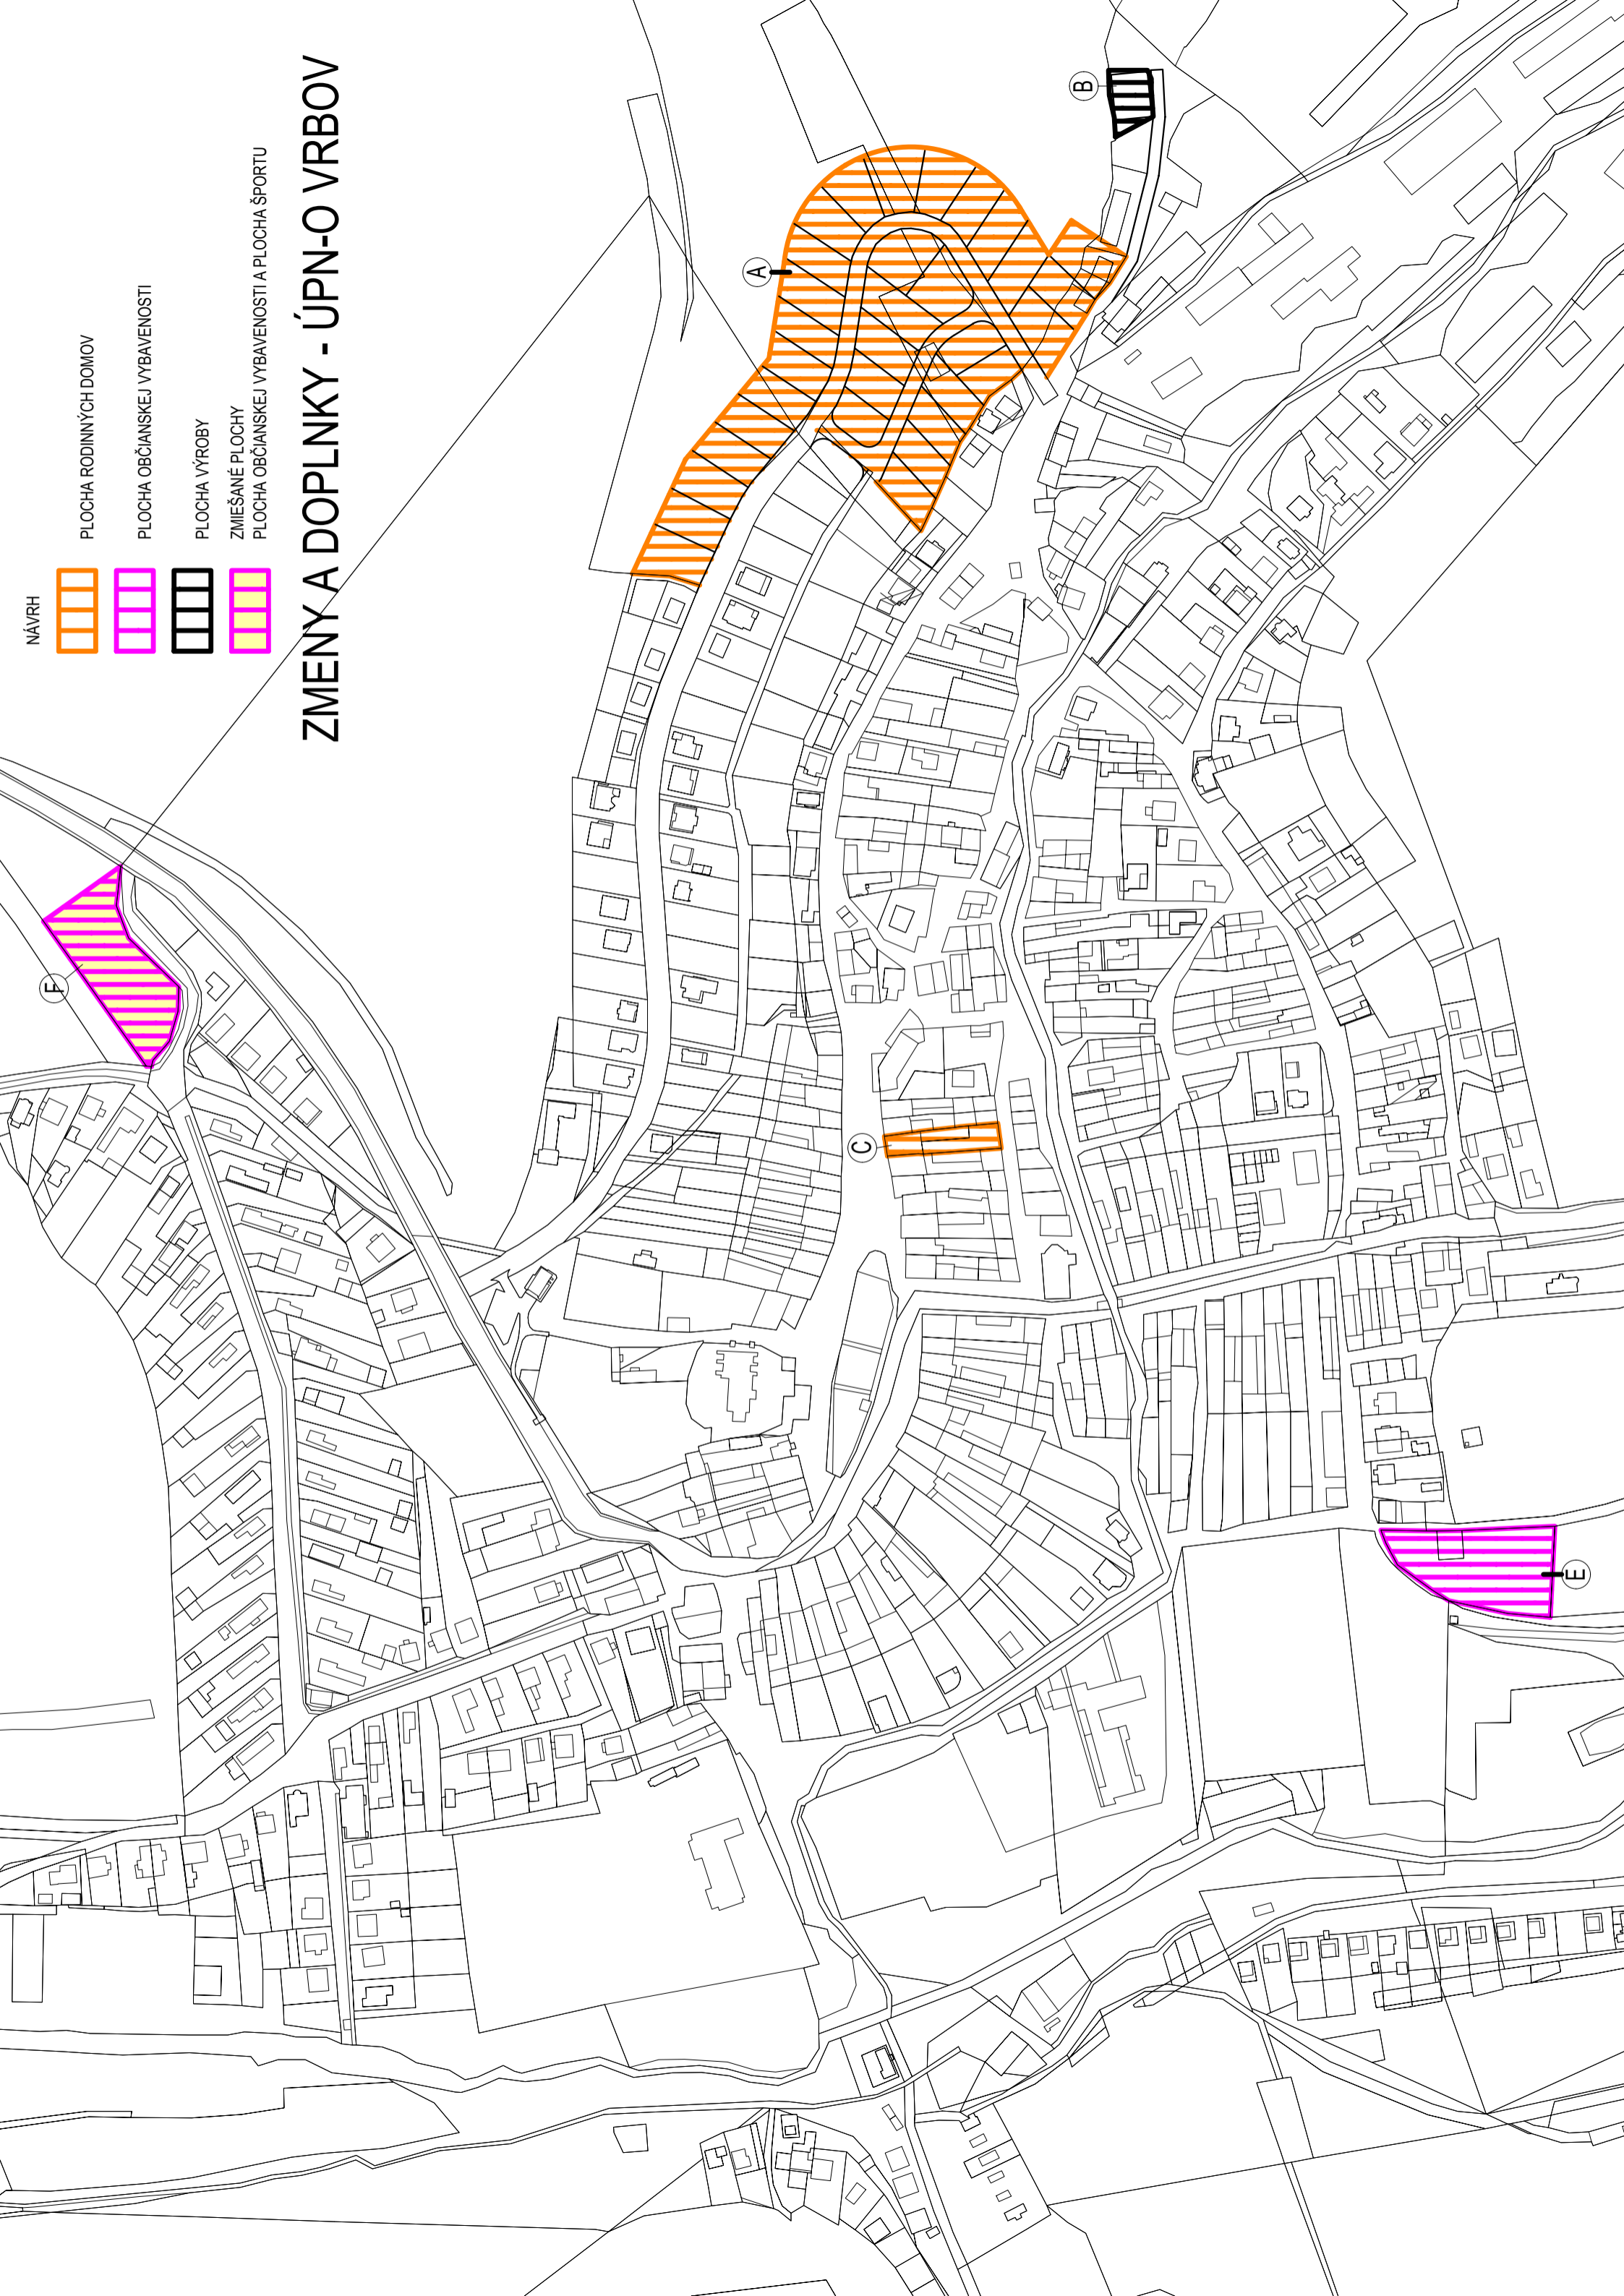 NÁVRH
PLOCHA RODINNÝCH DOMOV
PLOCHA OBČIANSKEJ VYBAVENOSTI
PLOCHA VÝROBY
ZMIEŠANÉ PLOCHY
PLOCHA OBČIANSKEJ VYBAVENOSTI A PLOCHA ŠPORTU
ZMENY A DOPLNKY - ÚPN-O VRBOV
F
A
B
C
E